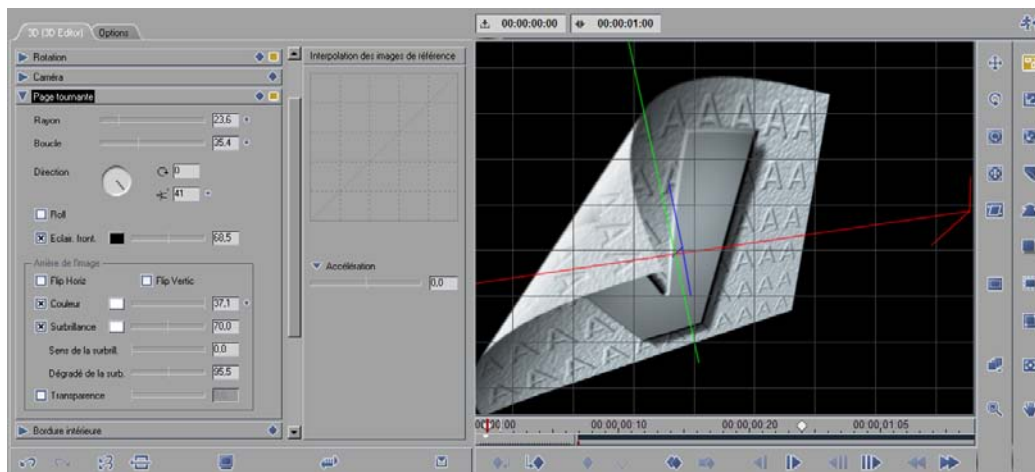 3D (3D Editor) Options
00:00:00:00 00:00:01:00
Rotation
Caméra
Page tournante
Rayon 23,6
Boucle 25,4
Direction 0
41
Roll
Eclair. front. 68,5
Arrière de l'image
Flip Horiz Flip Vertic
Couleur 37,1
Surbrillance 70,0
Sens de la surbrill. 0,0
Dégradé de la surb. 95,5
Transparence
Bordure intérieure
Interpolation des images de référence
Accélération
0,0
A A A A A
A A
A A A
A A A
A A A A
00:00:00:10 00:00:00:20 00:00:01:05